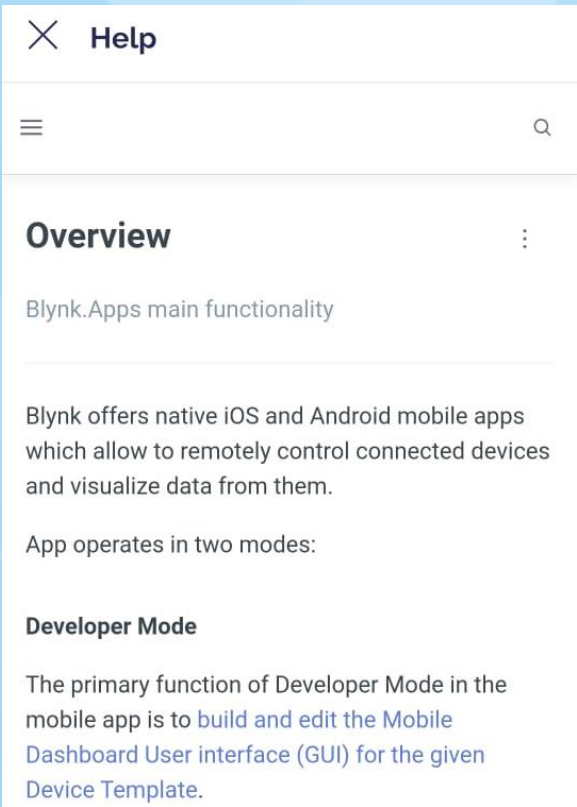 Help
Overview
Blynk.Apps main functionality
Blynk offers native iOS and Android mobile apps
which allow to remotely control connected devices
and visualize data from them.
App operates in two modes:
Developer Mode
The primary function of Developer Mode in the
mobile app is to build and edit the Mobile
Dashboard User interface (GUI) for the given
Device Template.